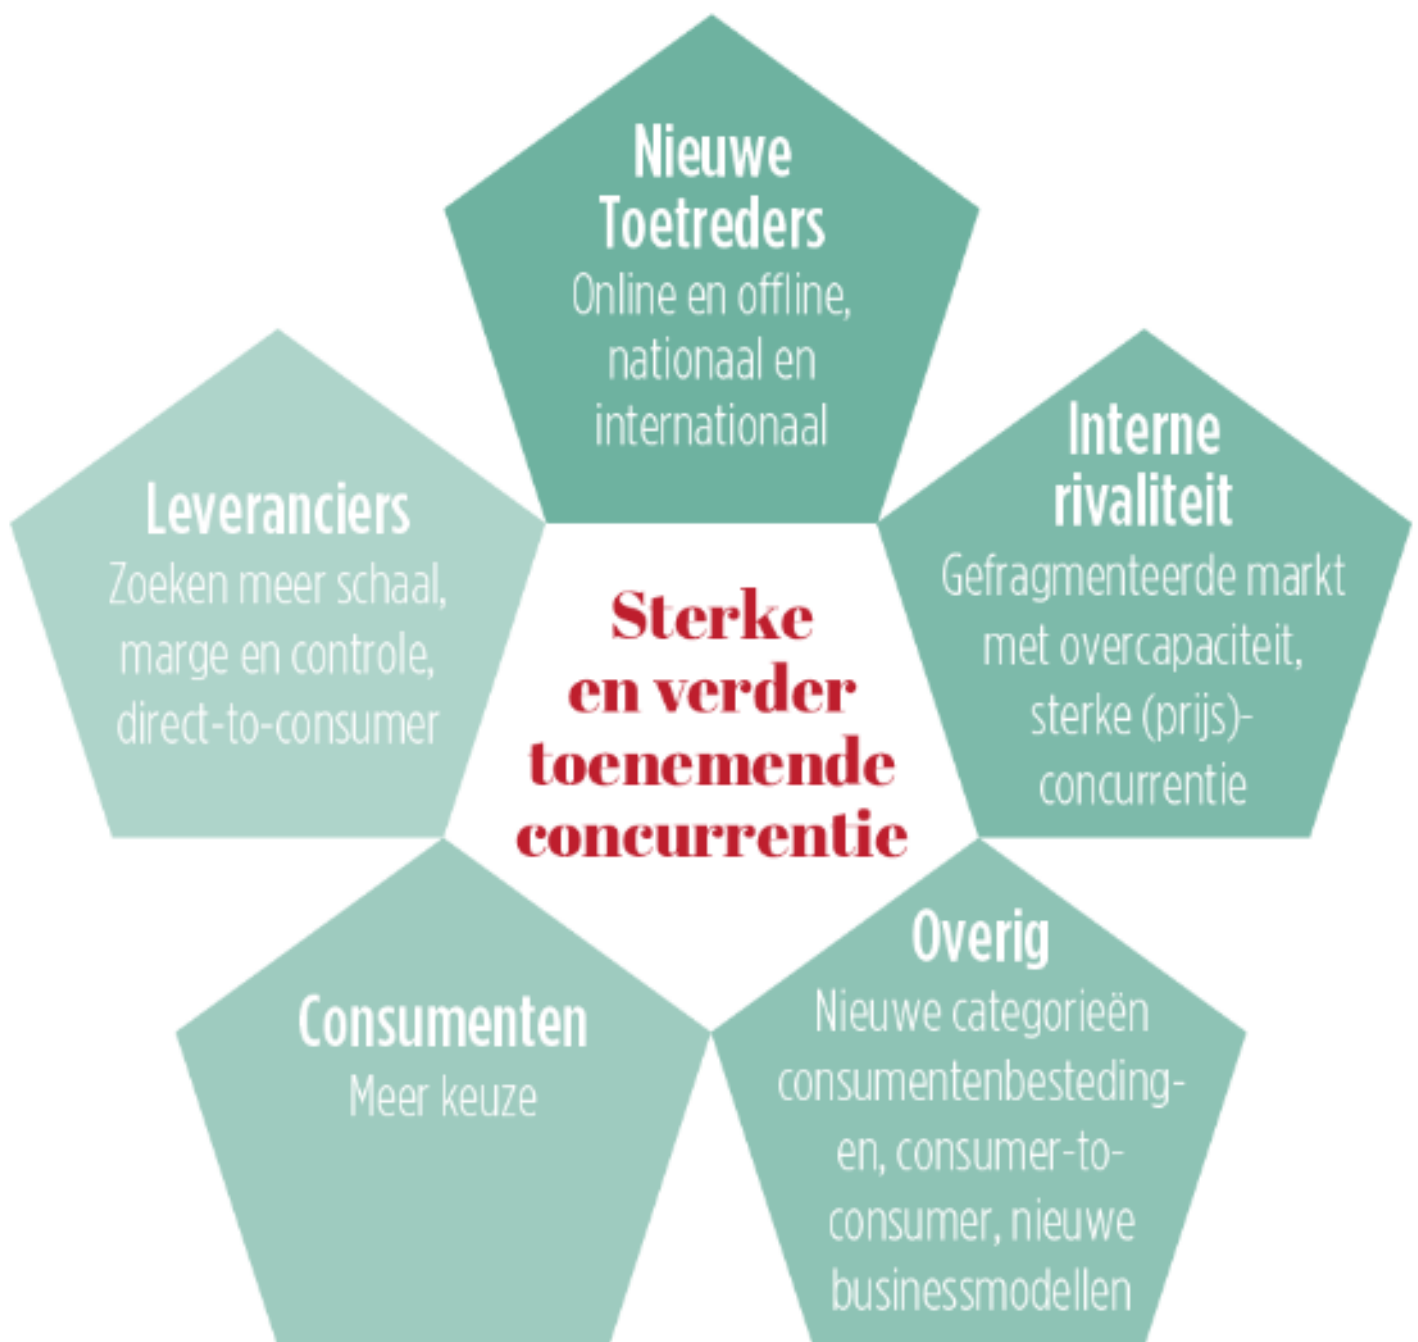 Nieuwe
Toetreders
Online en offline,
nationaal en
internationaal
Leveranciers
Zoeken meer schaal,
marge en controle,
direct-to-consumer
Interne
rivaliteit
Gefragmenteerde markt
met overcapaciteit,
sterke (prijs)-
concurrentie
Sterke
en verder
toenemende
concurrentie
Consumenten
Meer keuze
Overig
Nieuwe categorieën
consumentenbesteding-
en, consumer-to-
consumer, nieuwe
businessmodellen